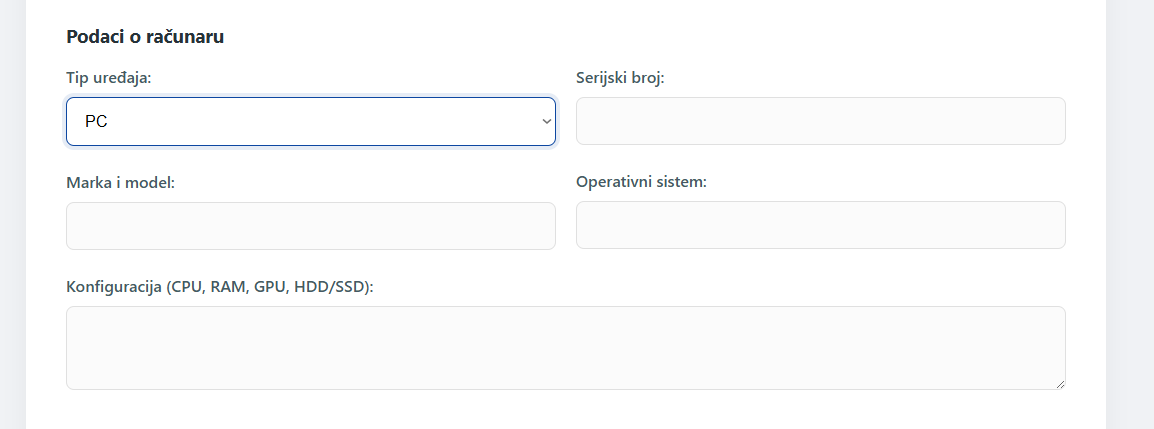 Podaci o računaru
Tip uređaja:
Serijski broj:
PC
Marka i model:
Operativni sistem:
Konfiguracija (CPU, RAM, GPU, HDD/SSD):